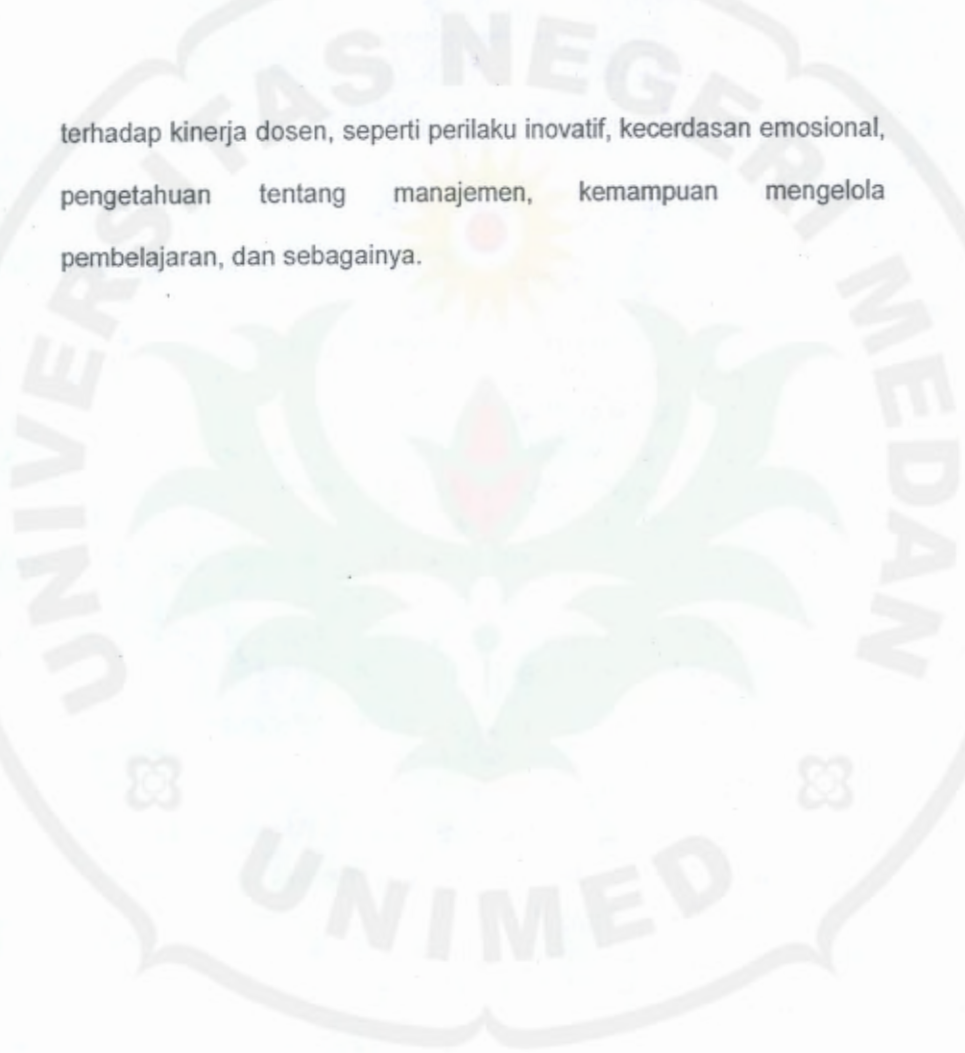 terhadap kinerja dosen, seperti perilaku inovatif, kecerdasan emosional,
pengetahuan tentang manajemen, kemampuan mengelola
pembelajaran, dan sebagainya.
UNIVERSITAS NEGERI MEDAN
UNIMED